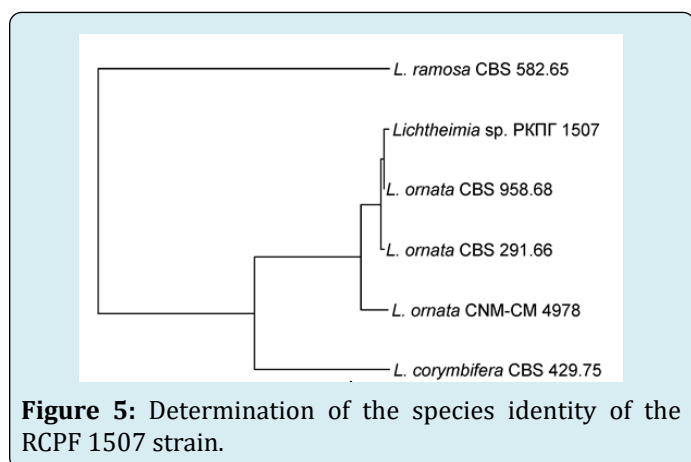 L. ramosa CBS 582.65
Lichtheimia sp. РКПГ 1507
L. ornata CBS 958.68
L. ornata CBS 291.66
L. ornata CNM-CM 4978
L. corymbifera CBS 429.75
Figure 5: Determination of the species identity of the
RCPF 1507 strain.